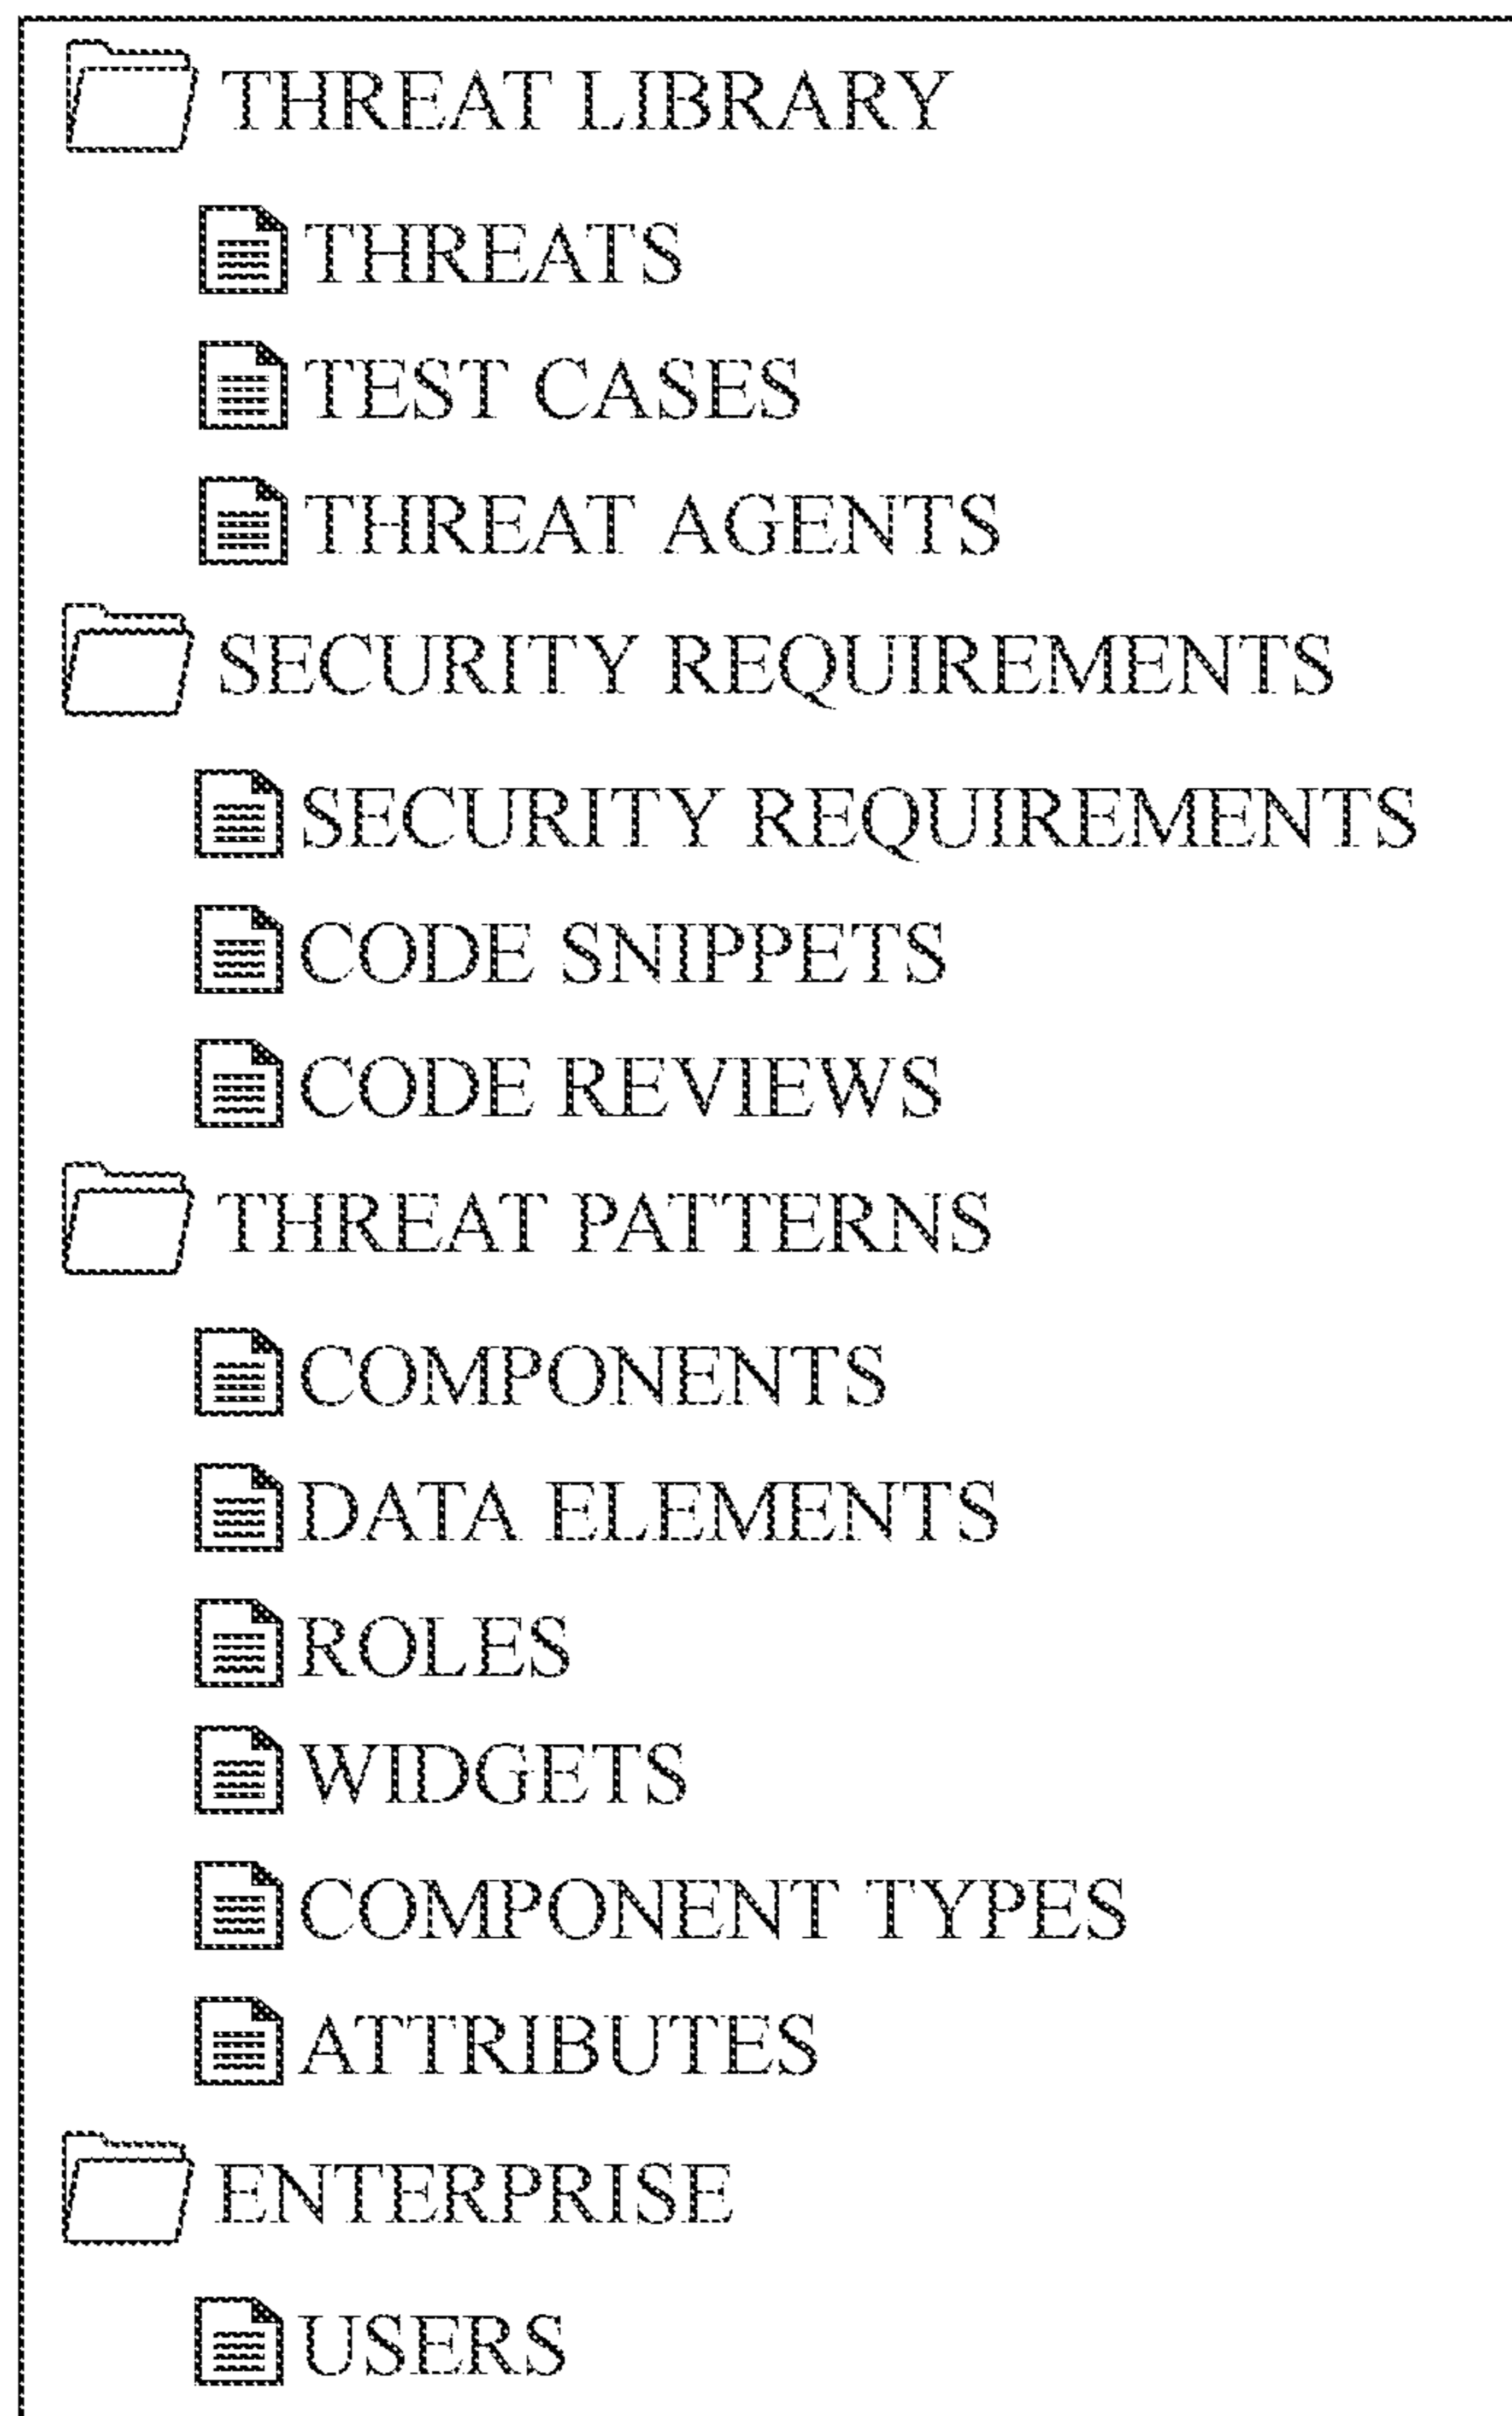 THREAT LIBRARY
THREATS
TEST CASES
THREAT AGENTS
SECURITY REQUIREMENTS
SECURITY REQUIREMENTS
CODE SNIPPETS
CODE REVIEWS
THREAT PATTERNS
COMPONENTS
DATA ELEMENTS
ROLES
WIDGETS
COMPONENT TYPES
ATTRIBUTES
ENTERPRISE
USERS